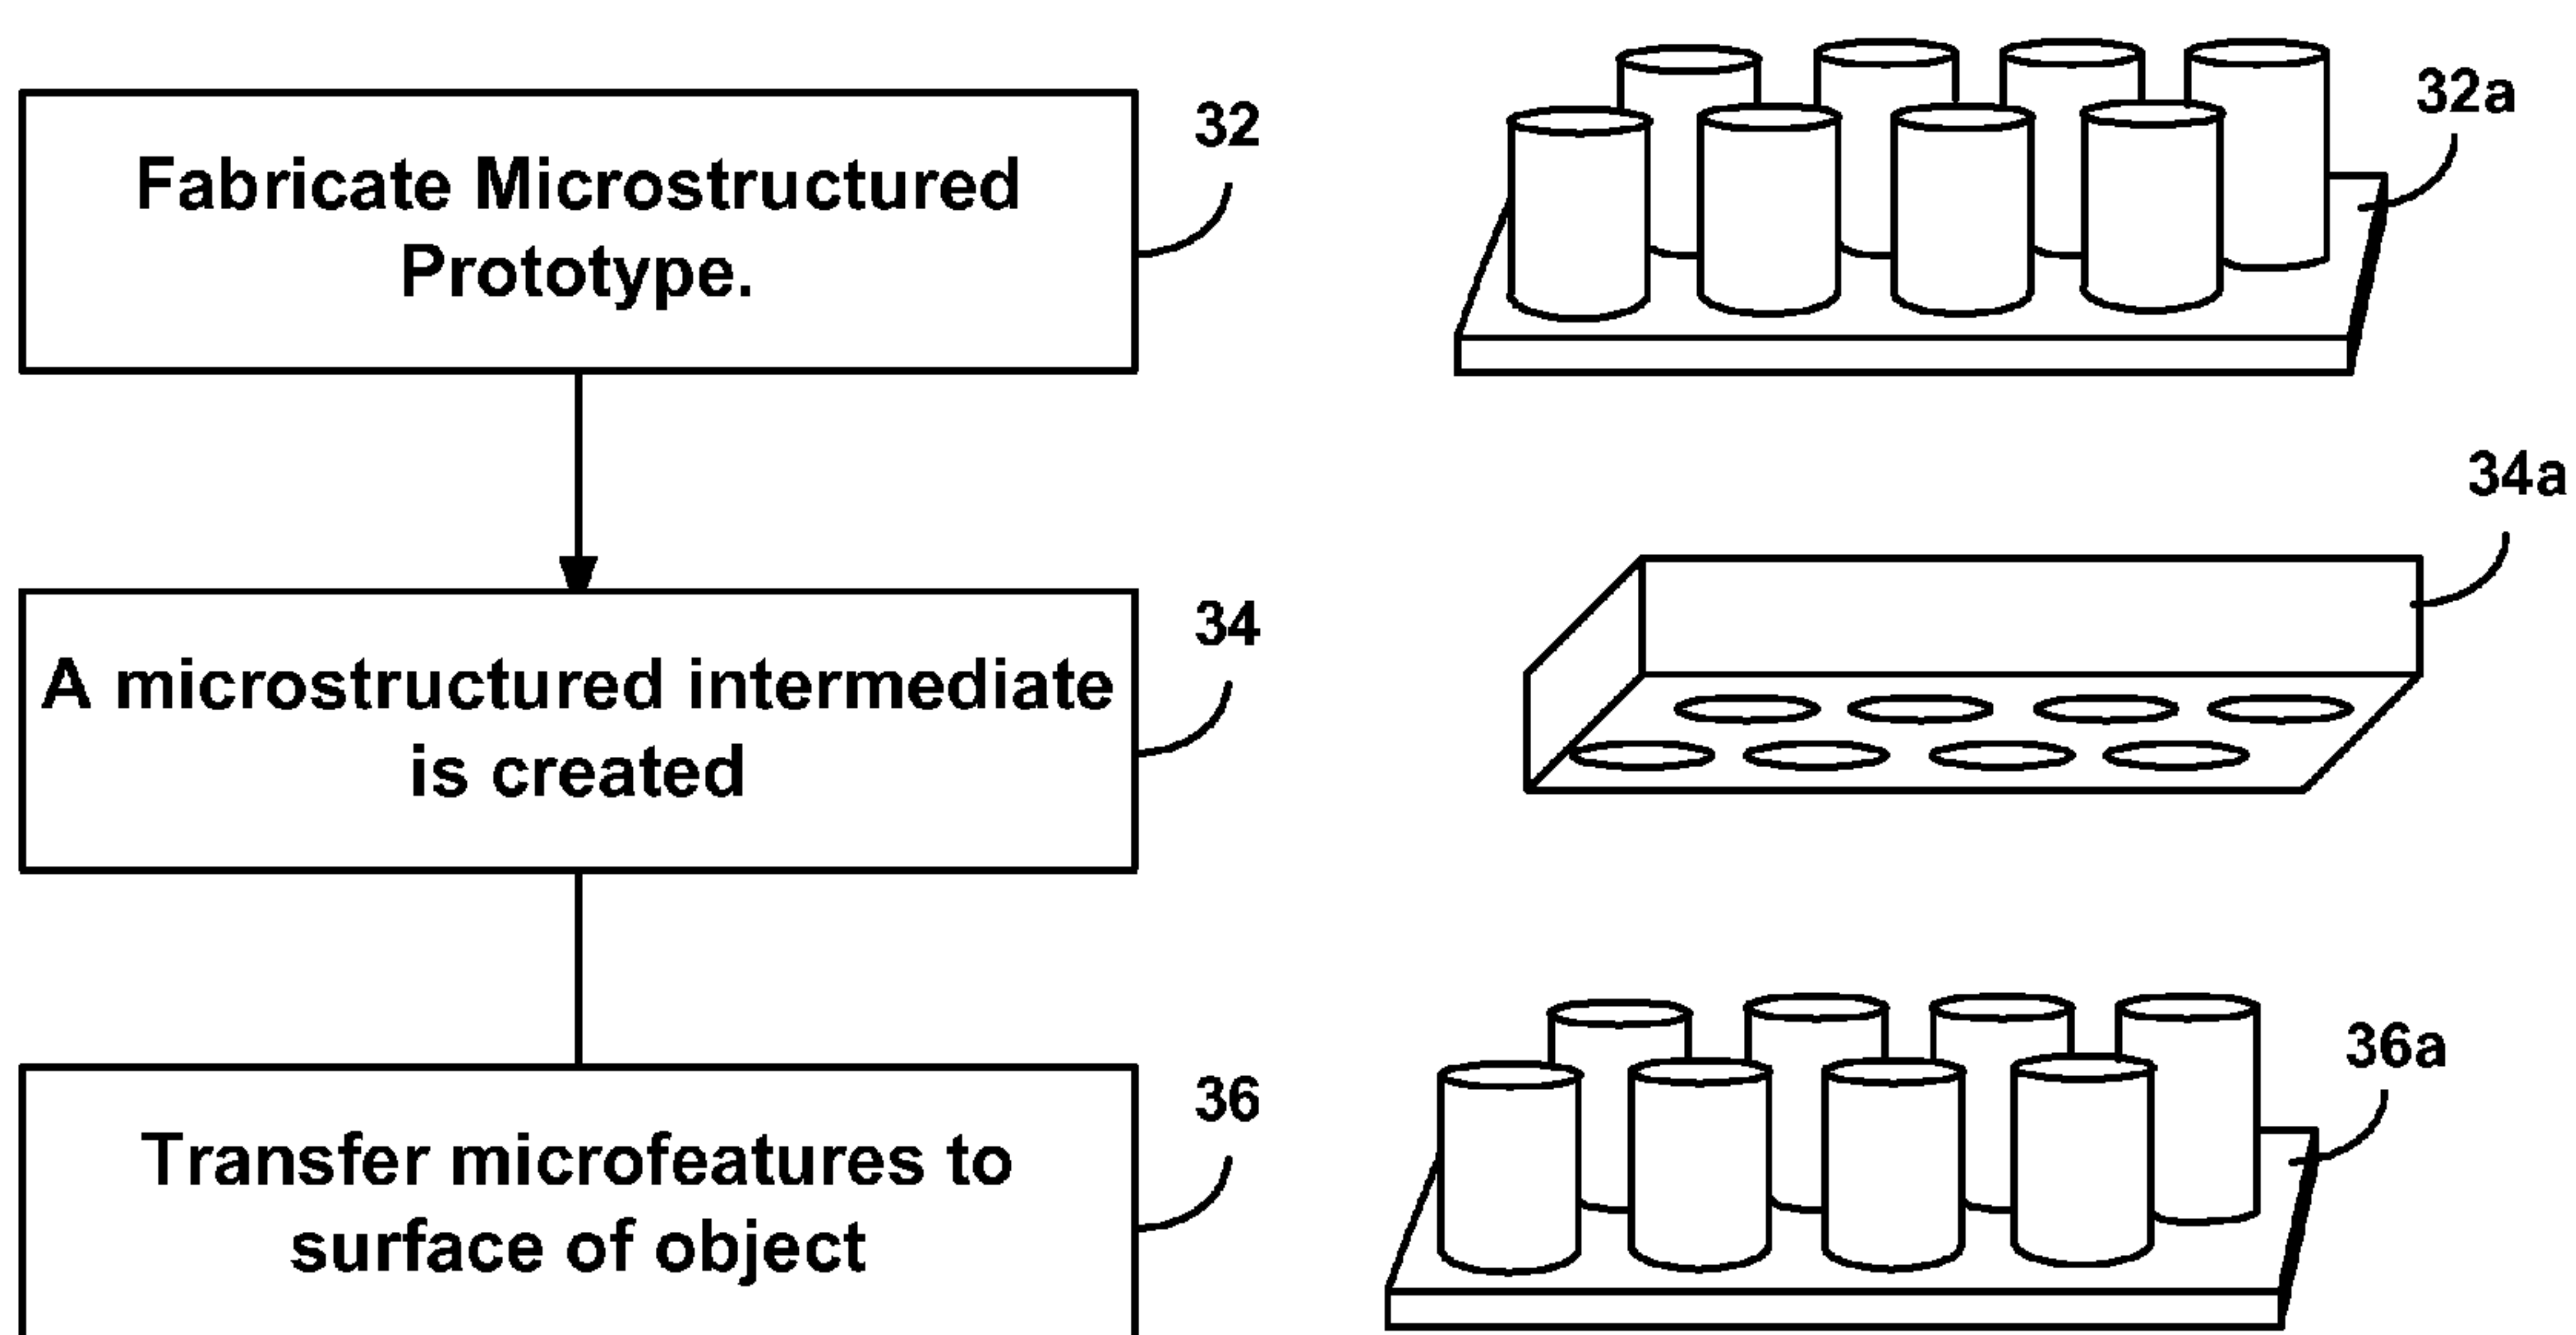 Fabricate Microstructured
Prototype.
32
32a
A microstructured intermediate
is created
34
34a
Transfer microfeatures to
surface of object
36
36a